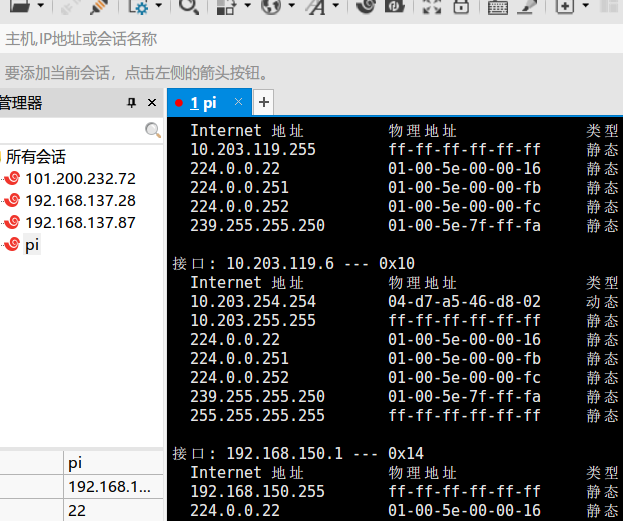 主机,IP地址或会话名称
要添加当前会话，点击左侧的箭头按钮。
管理器
所有会话
101.200.232.72
192.168.137.28
192.168.137.87
pi
pi
192.168.1...
22
1 pi
Internet 地址 物理地址 类型
10.203.119.255 ff-ff-ff-ff-ff-ff 静态
224.0.0.22 01-00-5e-00-00-16 静态
224.0.0.251 01-00-5e-00-00-fb 静态
224.0.0.252 01-00-5e-00-00-fc 静态
239.255.255.250 01-00-5e-7f-ff-fa 静态
接口: 10.203.119.6 --- 0x10
Internet 地址 物理地址 类型
10.203.254.254 04-d7-a5-46-d8-02 动态
10.203.255.255 ff-ff-ff-ff-ff-ff 静态
224.0.0.22 01-00-5e-00-00-16 静态
224.0.0.251 01-00-5e-00-00-fb 静态
224.0.0.252 01-00-5e-00-00-fc 静态
239.255.255.250 01-00-5e-7f-ff-fa 静态
255.255.255.255 ff-ff-ff-ff-ff-ff 静态
接口: 192.168.150.1 --- 0x14
Internet 地址 物理地址 类型
192.168.150.255 ff-ff-ff-ff-ff-ff 静态
224.0.0.22 01-00-5e-00-00-16 静态